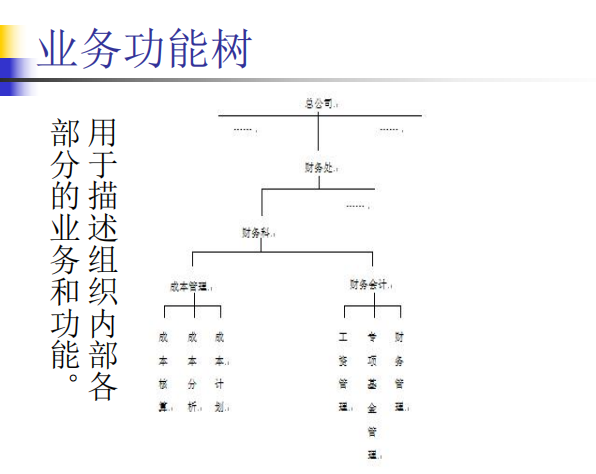 业务功能树
用于描述组织内部各
部分的业务和功能。
总公司
……
……
财务处
……
财务科
成本管理
财务会计
成本核算
成本分析
成本计划
工资管理
专项基金管理
财务管理